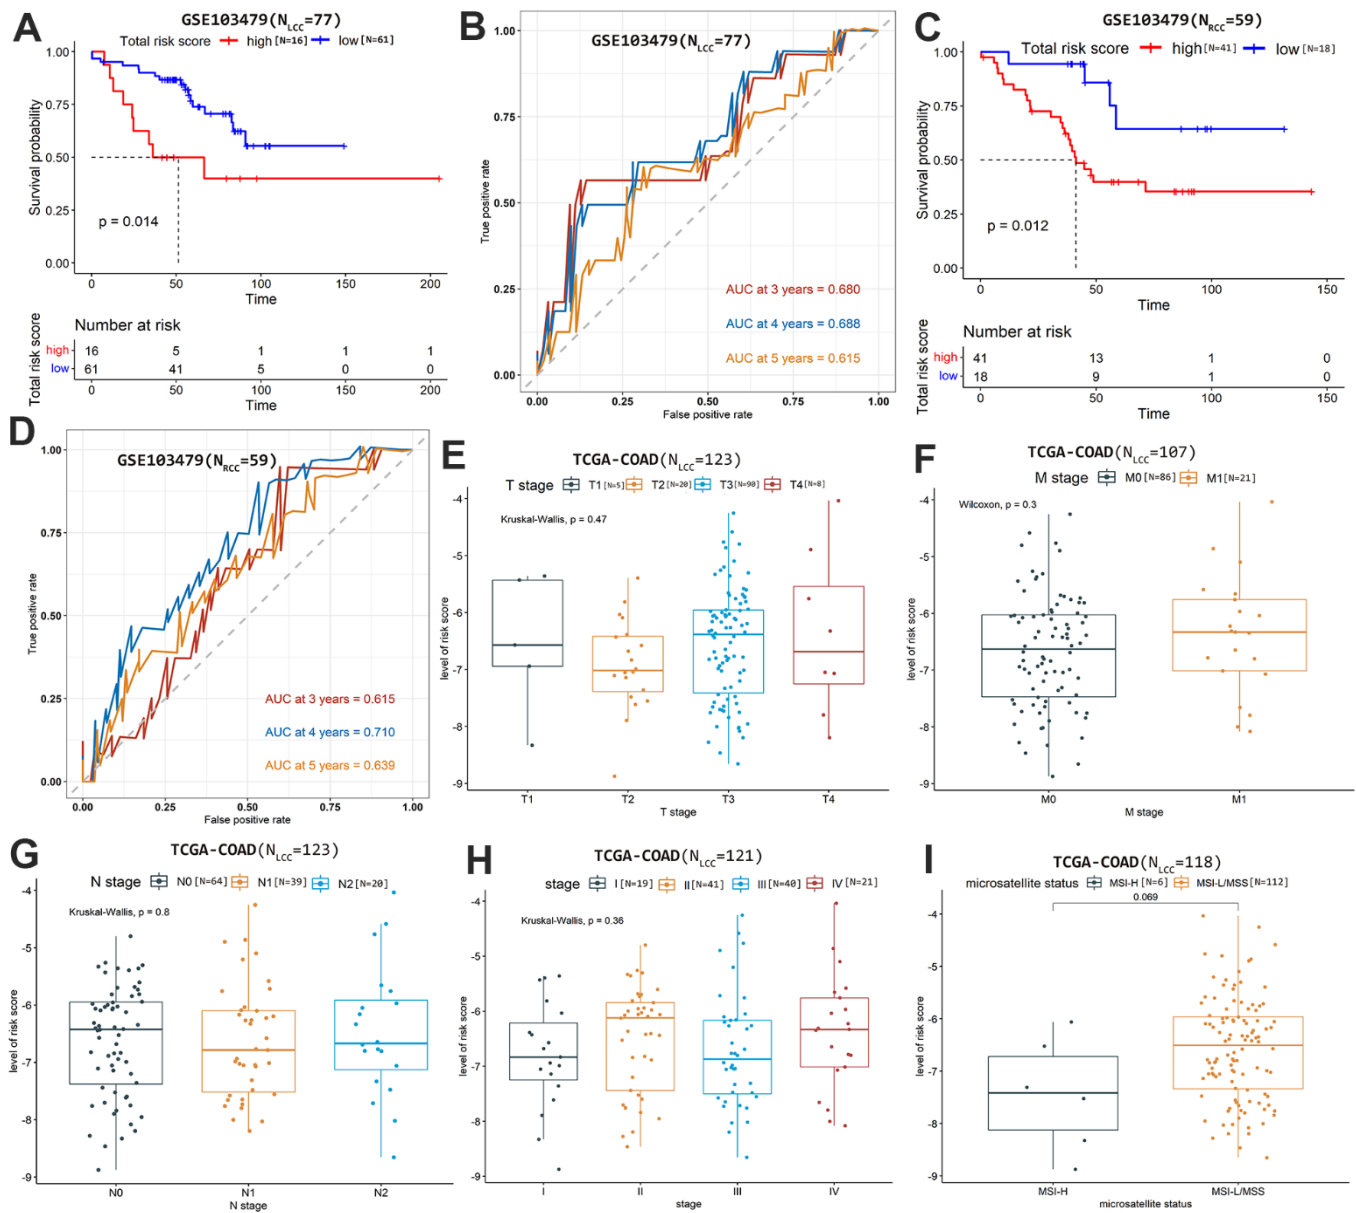 A
GSE103479(N_LCC=77)
Total risk score high[N=16] low[N=61]
Survival probability
1.00
0.75
0.50
0.25
0.00
p = 0.014
0 50 100 150 200
Time
Number at risk
Total risk score
high 16 5 1 1 1
low 61 41 5 0 0
0 50 100 150 200
Time
B
GSE103479(N_LCC=77)
True positive rate
1.00
0.75
0.50
0.25
0.00
AUC at 3 years = 0.680
AUC at 4 years = 0.688
AUC at 5 years = 0.615
0.00 0.25 0.50 0.75 1.00
False positive rate
C
GSE103479(N_RCC=59)
Total risk score high[N=41] low[N=18]
Survival probability
1.00
0.75
0.50
0.25
0.00
p = 0.012
0 50 100 150
Time
Number at risk
Total risk score
high 41 13 1 0
low 18 9 1 0
0 50 100 150
Time
D
GSE103479(N_RCC=59)
True positive rate
1.00
0.75
0.50
0.25
0.00
AUC at 3 years = 0.615
AUC at 4 years = 0.710
AUC at 5 years = 0.639
0.00 0.25 0.50 0.75 1.00
False positive rate
E
TCGA-COAD(N_LCC=123)
T stage T1[N=5] T2[N=20] T3[N=90] T4[N=8]
Kruskal-Wallis, p = 0.47
level of risk score
-4
-5
-6
-7
-8
-9
T1 T2 T3 T4
T stage
F
TCGA-COAD(N_LCC=107)
M stage M0[N=86] M1[N=21]
Wilcoxon, p = 0.3
level of risk score
-4
-5
-6
-7
-8
-9
M0 M1
M stage
G
TCGA-COAD(N_LCC=123)
N stage N0[N=64] N1[N=39] N2[N=20]
Kruskal-Wallis, p = 0.8
level of risk score
-4
-5
-6
-7
-8
-9
N0 N1 N2
N stage
H
TCGA-COAD(N_LCC=121)
stage I[N=19] II[N=41] III[N=40] IV[N=21]
Kruskal-Wallis, p = 0.36
level of risk score
-4
-5
-6
-7
-8
-9
I II III IV
stage
I
TCGA-COAD(N_LCC=118)
microsatellite status MSI-H [N=6] MSI-L/MSS[N=112]
0.069
level of risk score
-4
-5
-6
-7
-8
-9
MSI-H MSI-L/MSS
microsatellite status